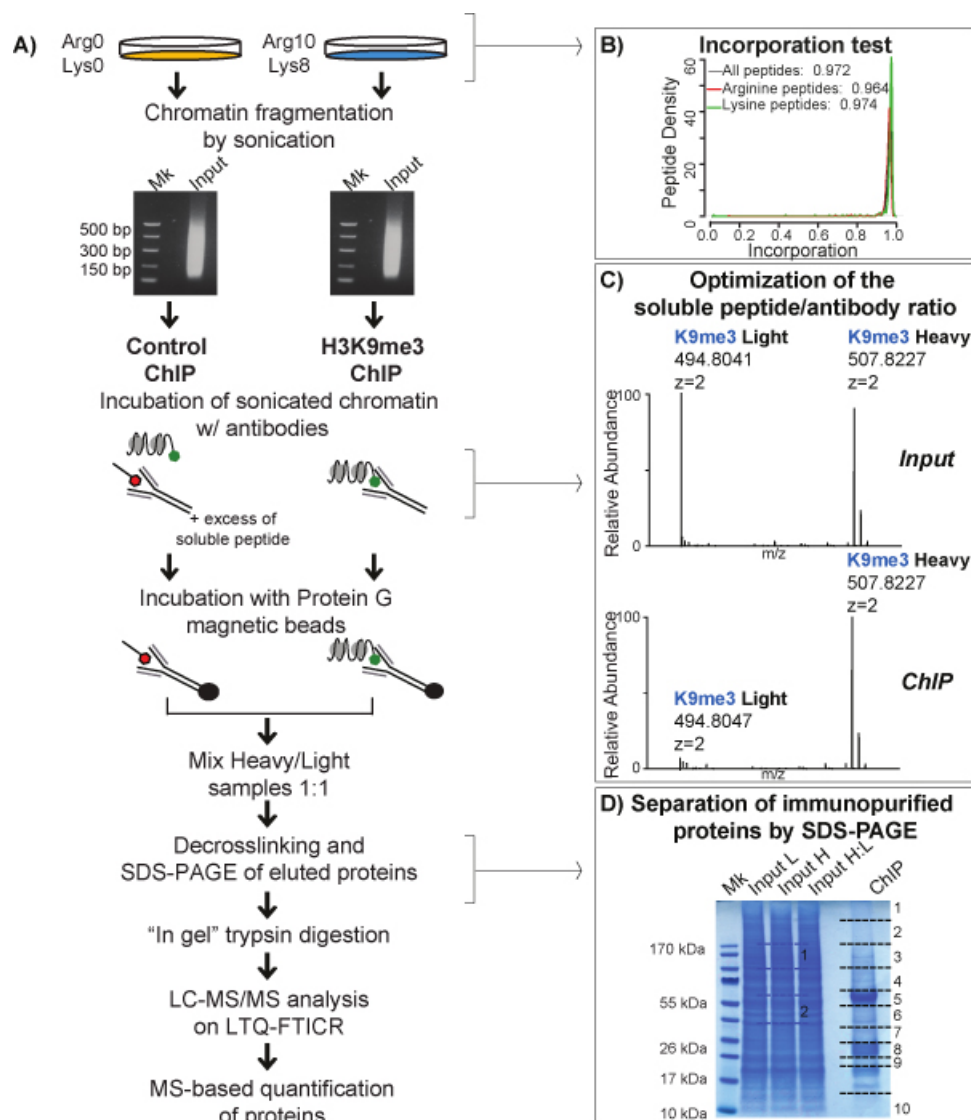 A)
Arg0
Lys0
Arg10
Lys8
Chromatin fragmentation
by sonication
Mk
Input
Mk
Input
500 bp
300 bp
150 bp
Control
ChIP
H3K9me3
ChIP
Incubation of sonicated chromatin
w/ antibodies
+ excess of
soluble peptide
Incubation with Protein G
magnetic beads
Mix Heavy/Light
samples 1:1
Decrosslinking and
SDS-PAGE of eluted proteins
“In gel” trypsin digestion
LC-MS/MS analysis
on LTQ-FTICR
MS-based quantification
of proteins
B)
Incorporation test
All peptides: 0.972
Arginine peptides: 0.964
Lysine peptides: 0.974
Peptide Density
60
40
20
0
0.0 0.2 0.4 0.6 0.8 1.0
Incorporation
C) Optimization of the
soluble peptide/antibody ratio
K9me3 Light
494.8041
z=2
K9me3 Heavy
507.8227
z=2
Relative Abundance
100
0
m/z
Input
K9me3 Heavy
507.8227
z=2
K9me3 Light
494.8047
z=2
Relative Abundance
100
0
m/z
ChIP
D) Separation of immunopurified
proteins by SDS-PAGE
Mk
Input L
Input H
Input H:L
ChIP
170 kDa
55 kDa
26 kDa
17 kDa
10 kDa
1
2
1
2
3
4
5
6
7
8
9
10